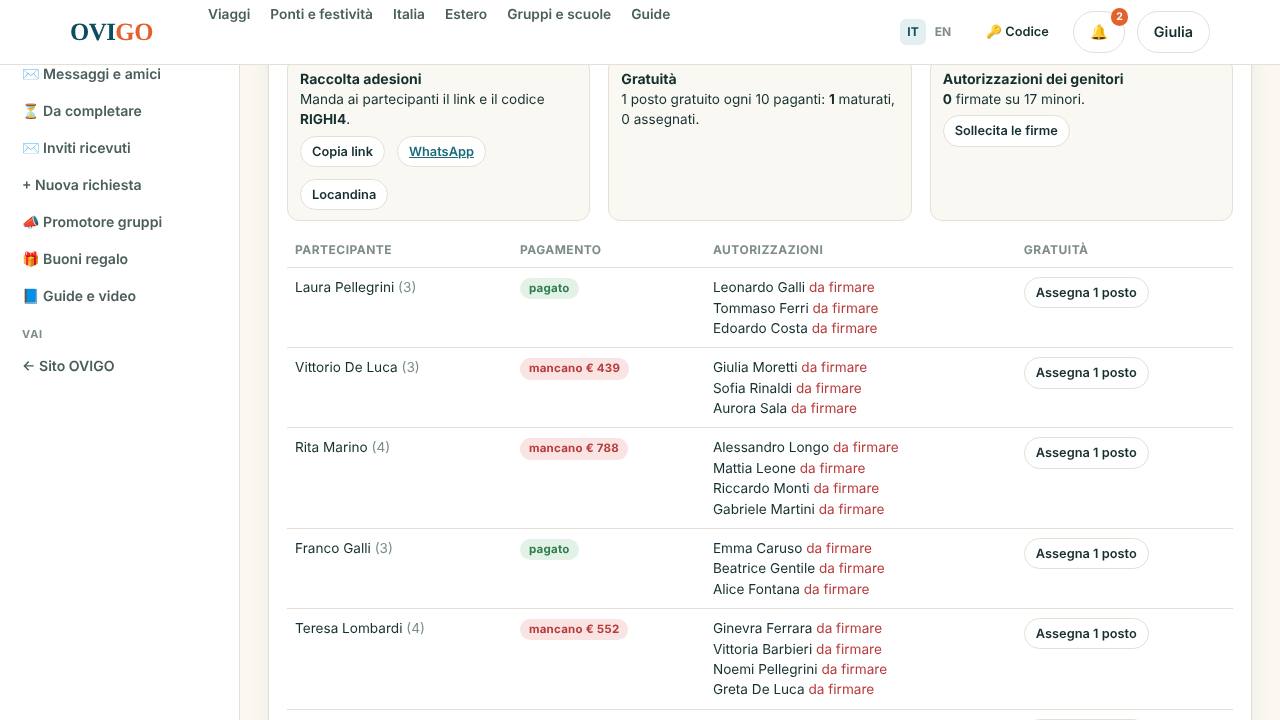 OVIGO
Viaggi
Ponti e festività
Italia
Estero
Gruppi e scuole
Guide
IT
EN
🔑 Codice
🔔
2
Giulia
✉️ Messaggi e amici
⏳ Da completare
✉️ Inviti ricevuti
+ Nuova richiesta
📣 Promotore gruppi
🎁 Buoni regalo
📘 Guide e video
VAI
← Sito OVIGO
Raccolta adesioni
Manda ai partecipanti il link e il codice
RIGHI4.
Copia link
WhatsApp
Locandina
Gratuità
1 posto gratuito ogni 10 paganti: 1 maturati,
0 assegnati.
Autorizzazioni dei genitori
0 firmate su 17 minori.
Sollecita le firme
PARTECIPANTE
PAGAMENTO
AUTORIZZAZIONI
GRATUITÀ
Laura Pellegrini (3)
pagato
Leonardo Galli da firmare
Tommaso Ferri da firmare
Edoardo Costa da firmare
Assegna 1 posto
Vittorio De Luca (3)
mancano € 439
Giulia Moretti da firmare
Sofia Rinaldi da firmare
Aurora Sala da firmare
Assegna 1 posto
Rita Marino (4)
mancano € 788
Alessandro Longo da firmare
Mattia Leone da firmare
Riccardo Monti da firmare
Gabriele Martini da firmare
Assegna 1 posto
Franco Galli (3)
pagato
Emma Caruso da firmare
Beatrice Gentile da firmare
Alice Fontana da firmare
Assegna 1 posto
Teresa Lombardi (4)
mancano € 552
Ginevra Ferrara da firmare
Vittoria Barbieri da firmare
Noemi Pellegrini da firmare
Greta De Luca da firmare
Assegna 1 posto